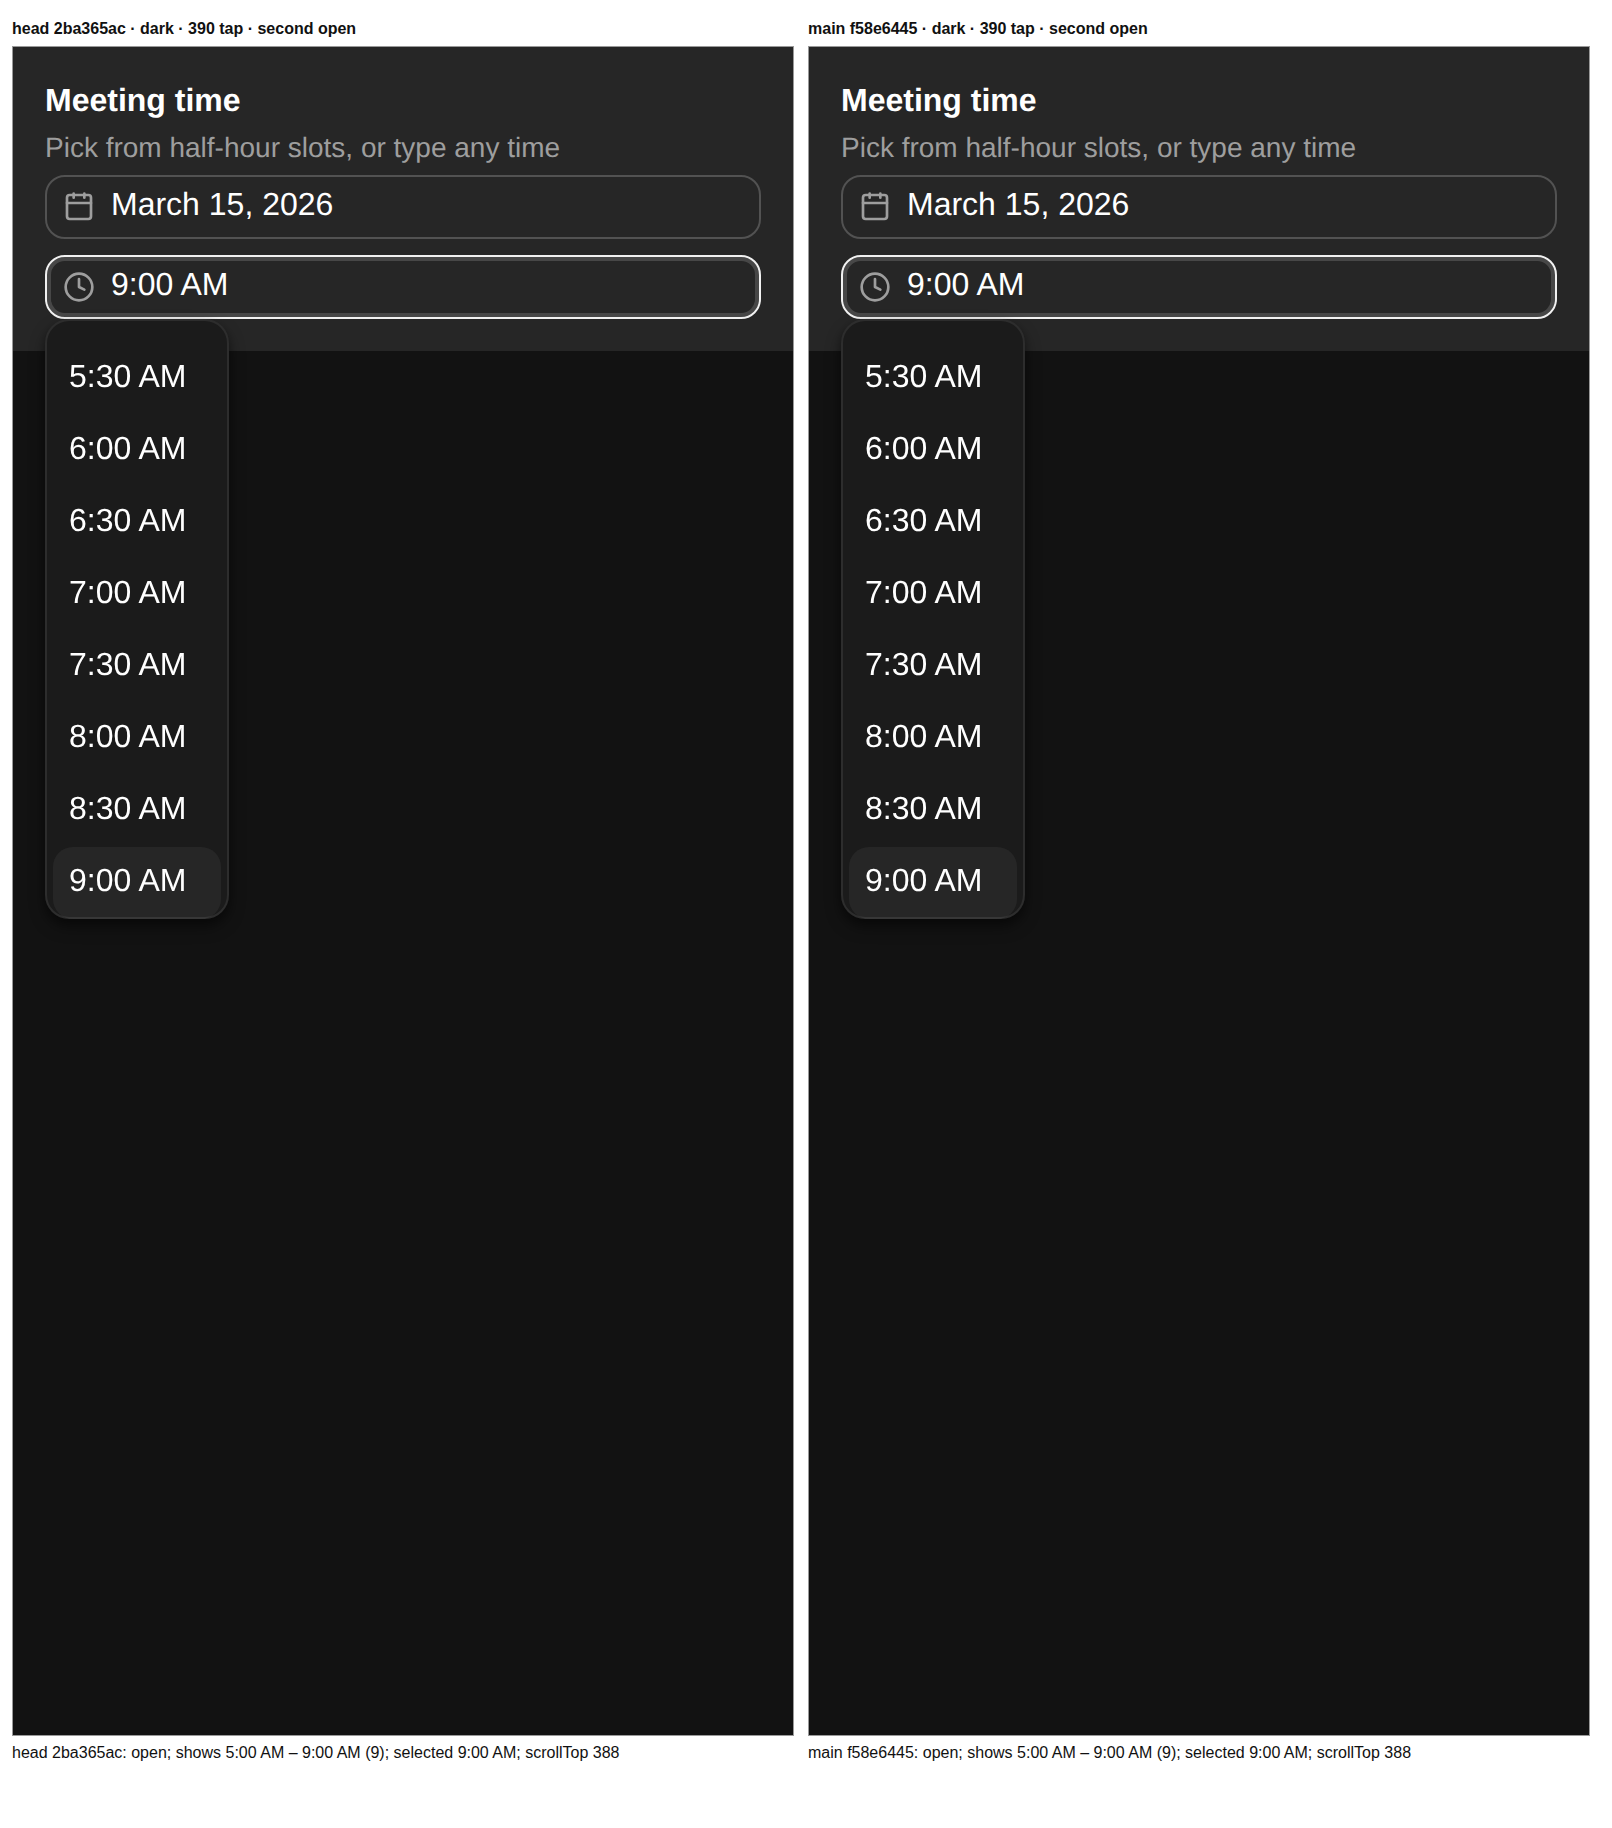 head 2ba365ac · dark · 390 tap · second open
Meeting time
Pick from half-hour slots, or type any time
March 15, 2026
9:00 AM
5:30 AM
6:00 AM
6:30 AM
7:00 AM
7:30 AM
8:00 AM
8:30 AM
9:00 AM
head 2ba365ac: open; shows 5:00 AM – 9:00 AM (9); selected 9:00 AM; scrollTop 388
main f58e6445 · dark · 390 tap · second open
Meeting time
Pick from half-hour slots, or type any time
March 15, 2026
9:00 AM
5:30 AM
6:00 AM
6:30 AM
7:00 AM
7:30 AM
8:00 AM
8:30 AM
9:00 AM
main f58e6445: open; shows 5:00 AM – 9:00 AM (9); selected 9:00 AM; scrollTop 388